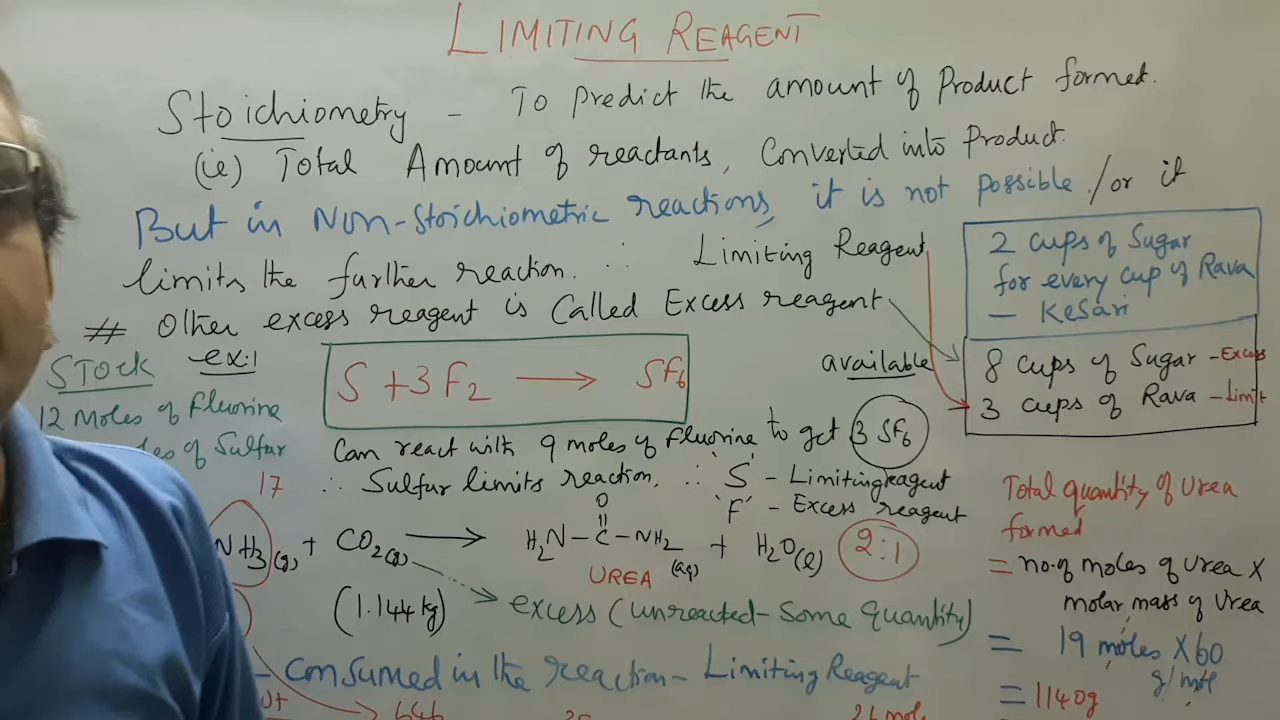 LIMITING REAGENT
Stoichiometry - To predict the amount of Product formed.
(ie) Total Amount of reactants, Converted into Product.
But in Non-Stoichiometric reactions, it is not possible./or it
limits the further reaction. ∴ Limiting Reagent
# Other excess reagent is Called Excess reagent
2 cups of Sugar
for every cup of Rava
- Kesari
available
8 cups of Sugar - Excess
3 cups of Rava - Limit
STOCK
ex:1
S + 3F2 → SF6
12 Moles of Fluorine
of Sulfur
Can react with 9 moles of Fluorine to get 3 SF6
∴ Sulfur limits reaction, ∴ 'S' - Limiting reagent
'F' - Excess reagent
17
NH3(g) + CO2(g) → H2N-C-NH2 (aq) + H2O(l) 2:1
O
UREA
(1.144 kg)
excess (unreacted-Some quantity)
- Consumed in the reaction - Limiting Reagent
646
Total quantity of Urea
formed
= no.of moles of Urea X
molar mass of Urea
= 19 moles X 60
g/mol
= 1140g